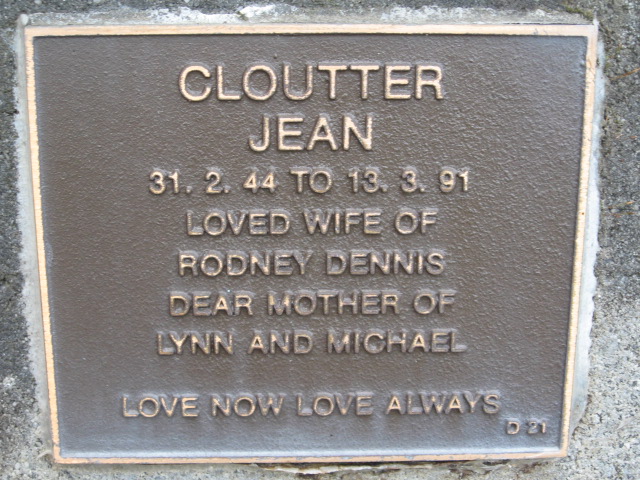 CLOUTTER
JEAN
31. 2. 44 TO 13. 3. 91
LOVED WIFE OF
RODNEY DENNIS
DEAR MOTHER OF
LYNN AND MICHAEL
LOVE NOW LOVE ALWAYS
D 21